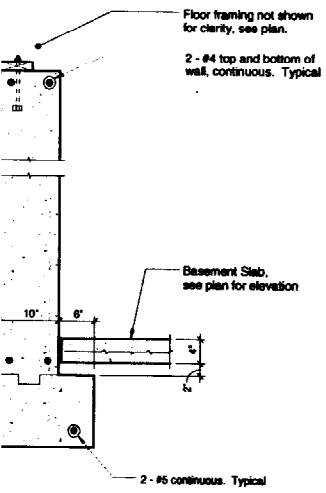 Floor framing not shown
for clarity, see plan.
2 - #4 top and bottom of
wall, continuous. Typical
Basement Slab,
see plan for elevation
10"
6"
4"
2"
2 - #5 continuous. Typical